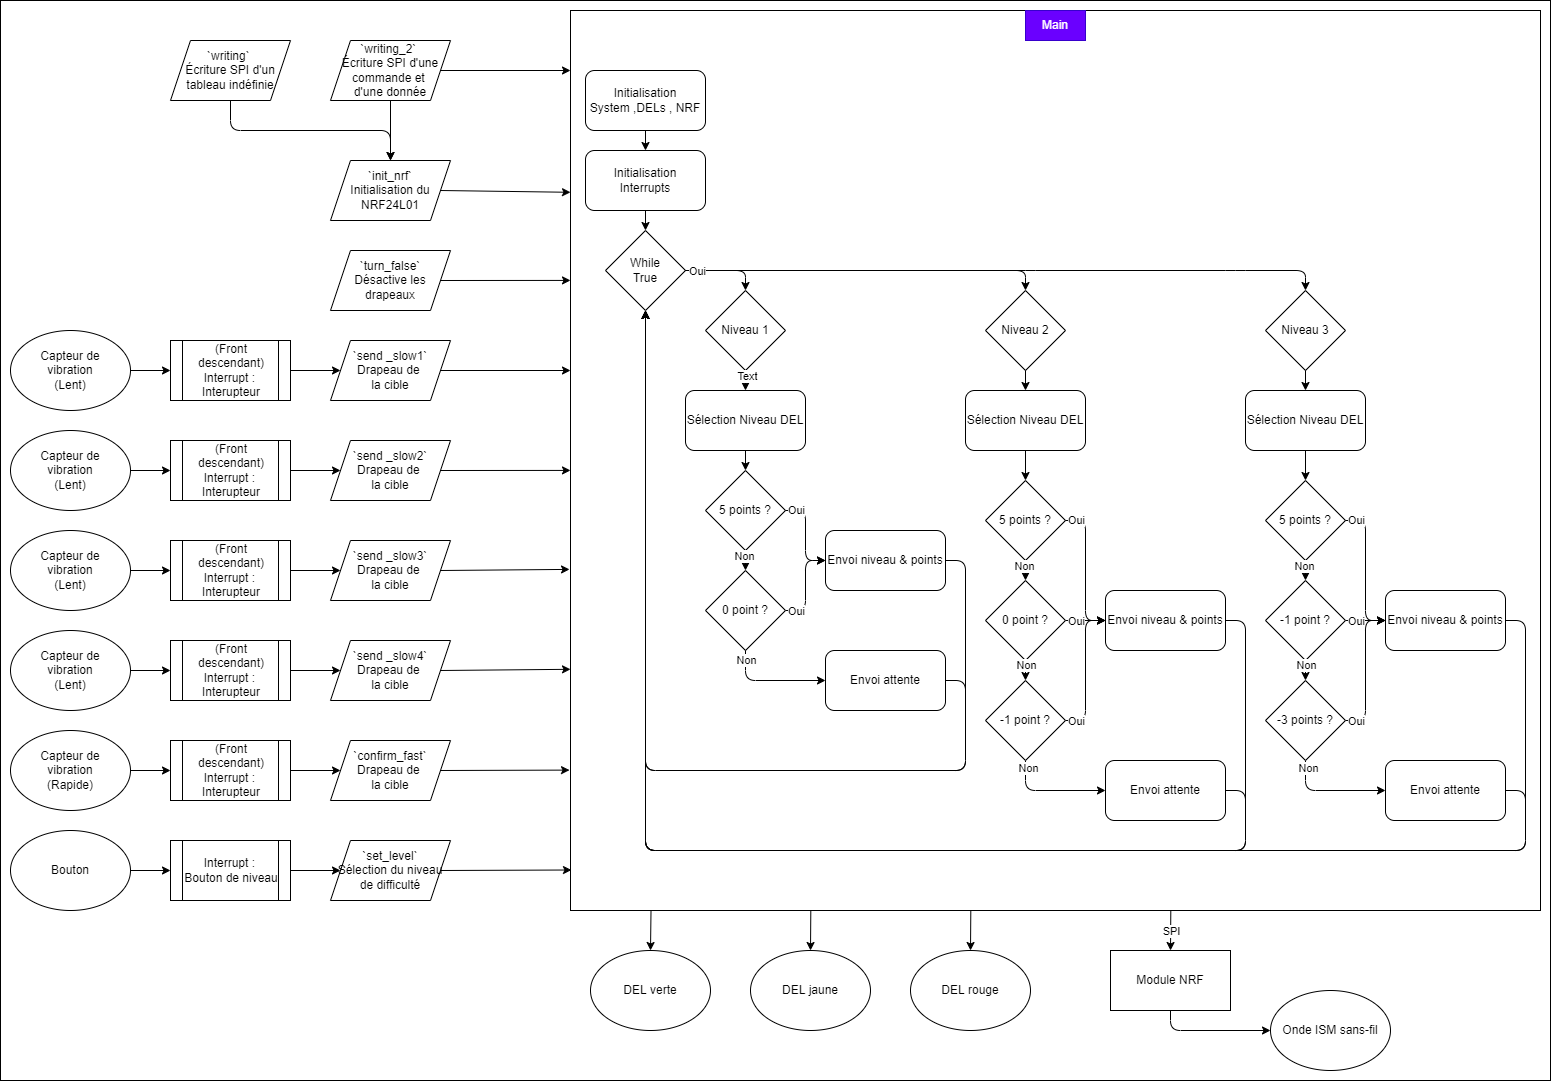 Main
`writing`
Écriture SPI d'un
tableau indéfinie
`writing_2`
Écriture SPI d'une
commande et
d'une donnée
`init_nrf`
Initialisation du
NRF24L01
`turn_false`
Désactive les
drapeaux
Capteur de
vibration
(Lent)
(Front
descendant)
Interrupt :
Interupteur
`send _slow1`
Drapeau de
la cible
Capteur de
vibration
(Lent)
(Front
descendant)
Interrupt :
Interupteur
`send _slow2`
Drapeau de
la cible
Capteur de
vibration
(Lent)
(Front
descendant)
Interrupt :
Interupteur
`send _slow3`
Drapeau de
la cible
Capteur de
vibration
(Lent)
(Front
descendant)
Interrupt :
Interupteur
`send _slow4`
Drapeau de
la cible
Capteur de
vibration
(Rapide)
(Front
descendant)
Interrupt :
Interupteur
`confirm_fast`
Drapeau de
la cible
Bouton
Interrupt :
Bouton de niveau
`set_level`
Sélection du niveau
de difficulté
Initialisation
System ,DELs , NRF
Initialisation
Interrupts
While
True
Oui
Niveau 1
Text
Sélection Niveau DEL
5 points ?
Oui
Non
0 point ?
Oui
Non
Envoi niveau & points
Envoi attente
Niveau 2
Sélection Niveau DEL
5 points ?
Oui
Non
0 point ?
Oui
Non
-1 point ?
Oui
Non
Envoi niveau & points
Envoi attente
Niveau 3
Sélection Niveau DEL
5 points ?
Oui
Non
-1 point ?
Oui
Non
-3 points ?
Oui
Non
Envoi niveau & points
Envoi attente
DEL verte
DEL jaune
DEL rouge
SPI
Module NRF
Onde ISM sans-fil